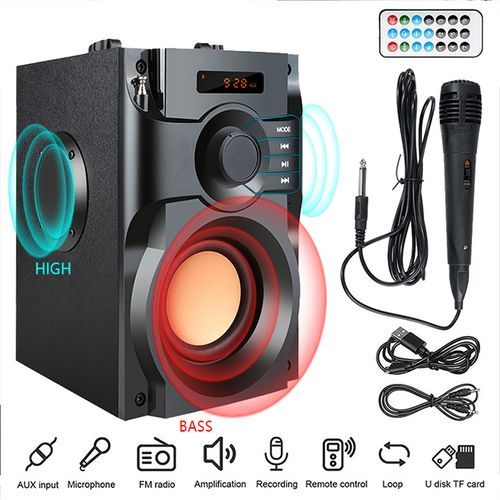 9:28
MODE
HIGH
BASS
AUX input
Microphone
FM radio
Amplification
Recording
Remote control
Loop
U disk TF card